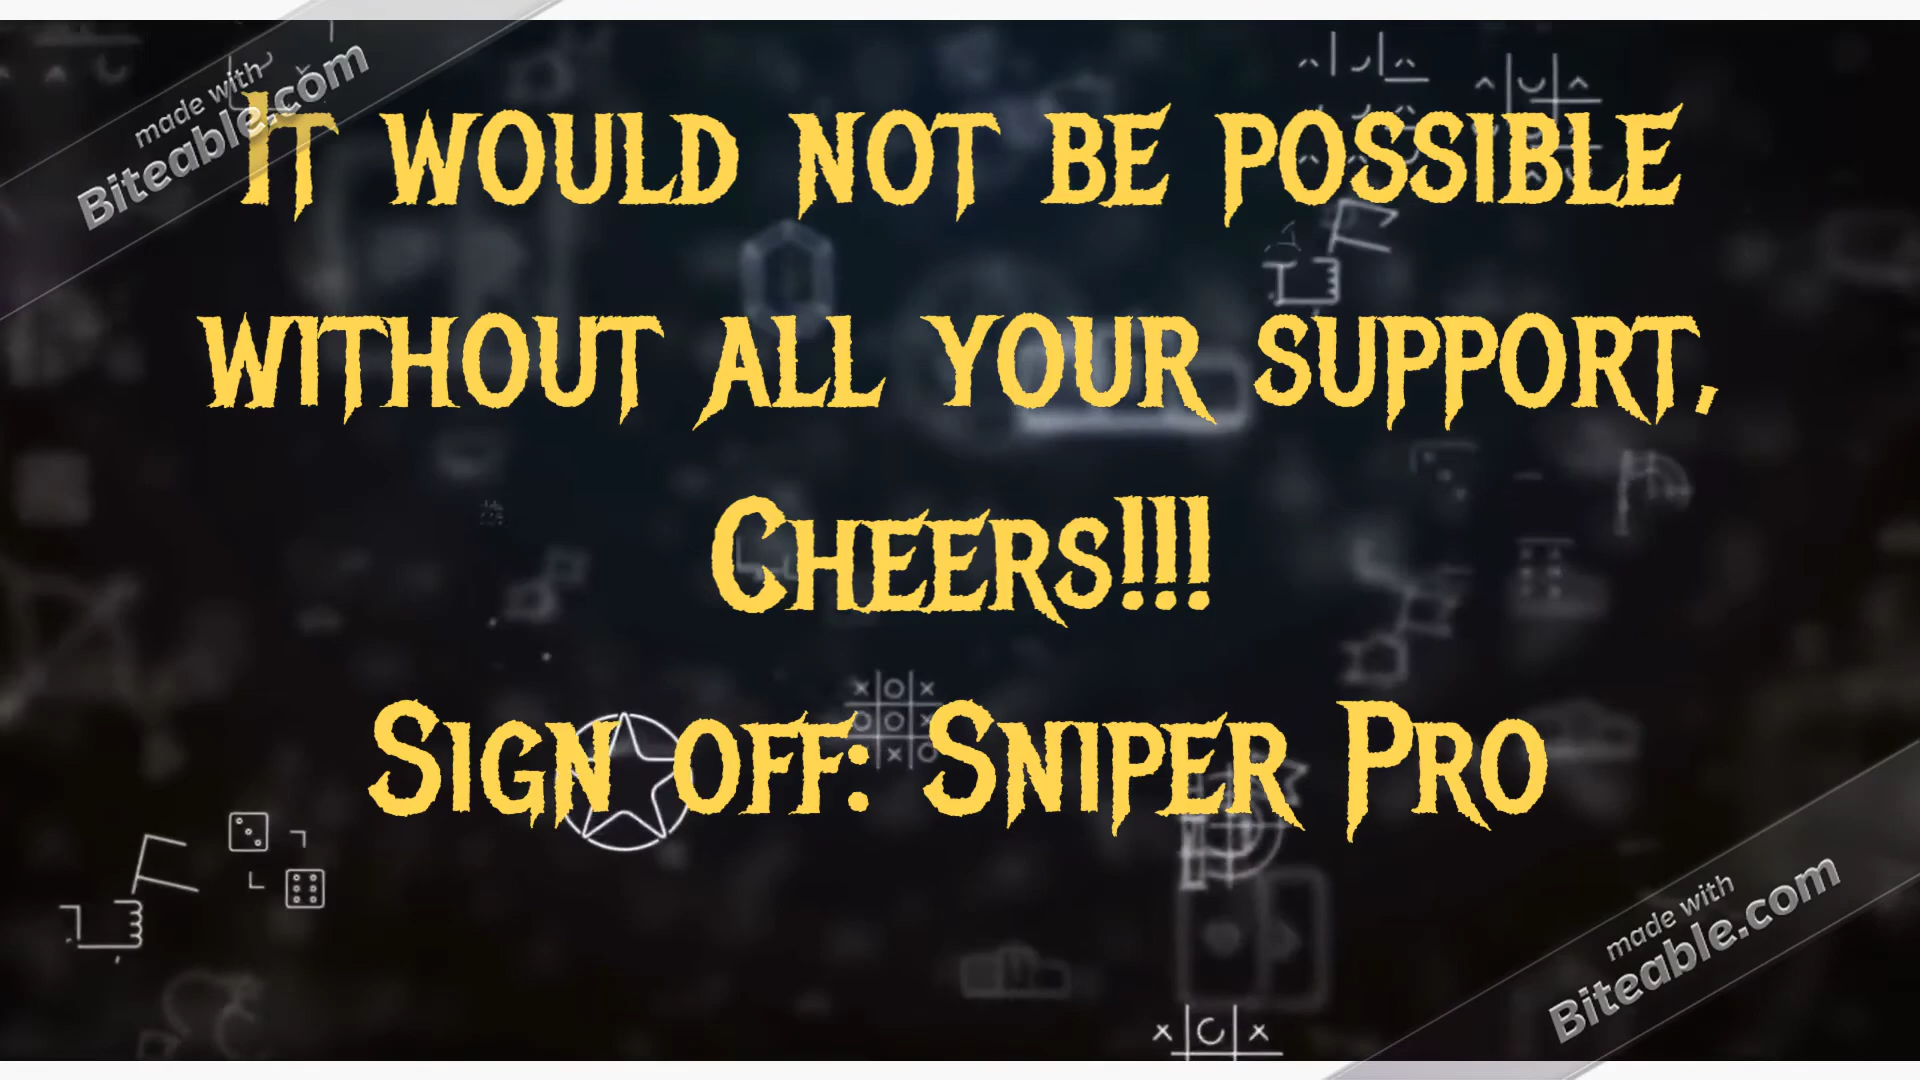 made with
Biteable.com
It would not be possible
without all your support,
Cheers!!!
Sign off: Sniper Pro
made with
Biteable.com